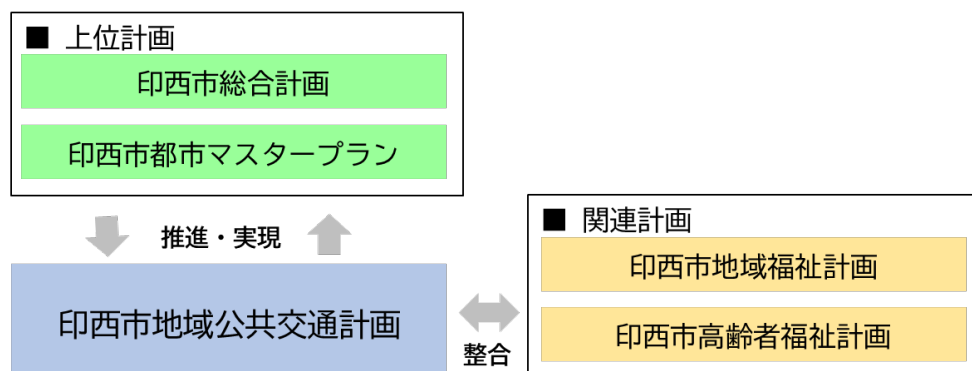 ■ 上位計画
印西市総合計画
印西市都市マスタープラン
推進・実現
印西市地域公共交通計画
整合
■ 関連計画
印西市地域福祉計画
印西市高齢者福祉計画